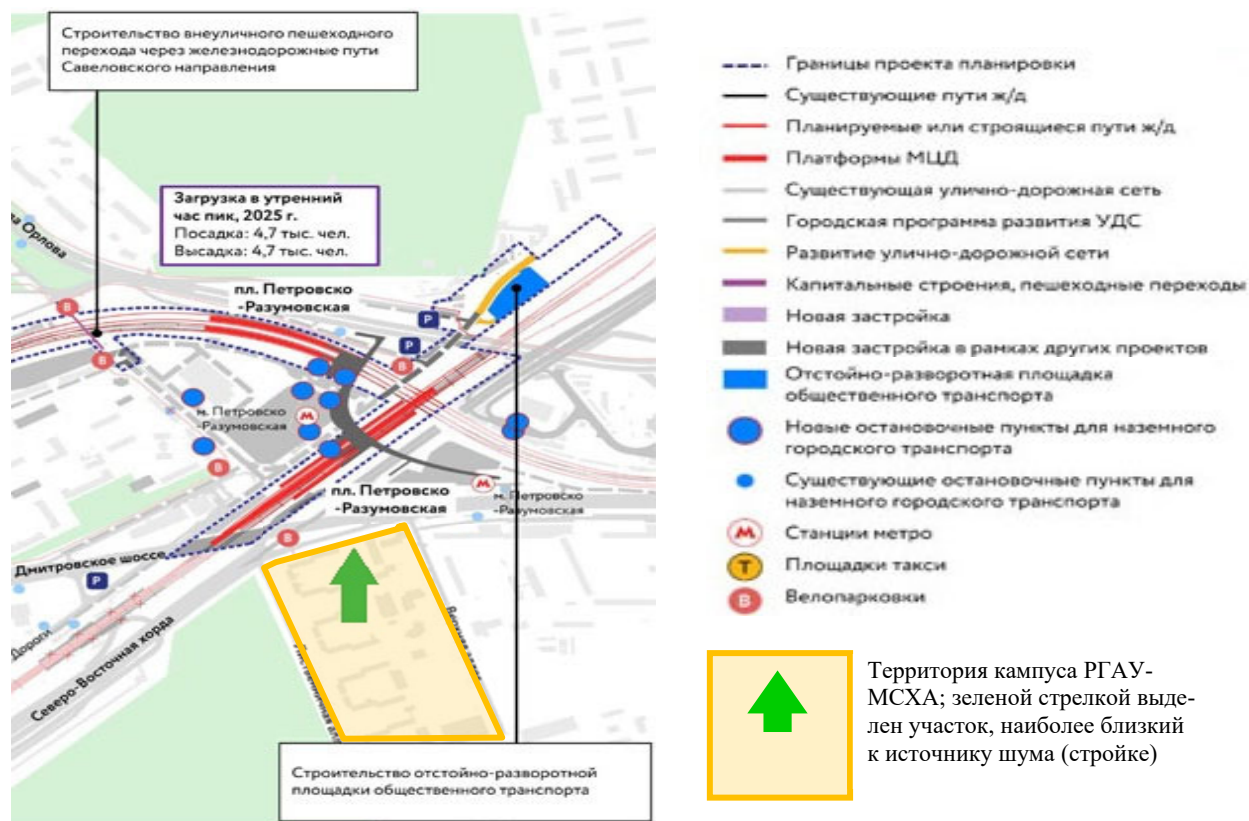 Строительство внеуличного пешеходного
перехода через железнодорожные пути
Савеловского направления
Загрузка в утренний
час пик, 2025 г.
Посадка: 4,7 тыс. чел.
Высадка: 4,7 тыс. чел.
Орлова
пл. Петровско
-Разумовская
В
Р
Р
В
В
м. Петровско
-Разумовская
М
В
пл. Петровско
-Разумовская
М
м. Петровско
-Разумовская
В
Дмитровское шоссе
Р
Дороги
Северо-Восточная хорда
Строительство отстойно-разворотной
площадки общественного транспорта
Границы проекта планировки
Существующие пути ж/д
Планируемые или строящиеся пути ж/д
Платформы МЦД
Существующая улично-дорожная сеть
Городская программа развития УДС
Развитие улично-дорожной сети
Капитальные строения, пешеходные переходы
Новая застройка
Новая застройка в рамках других проектов
Отстойно-разворотная площадка
общественного транспорта
Новые остановочные пункты для наземного
городского транспорта
Существующие остановочные пункты для
наземного городского транспорта
М Станции метро
Т Площадки такси
В Велопарковки
Территория кампуса РГАУ-
МСХА; зеленой стрелкой выде-
лен участок, наиболее близкий
к источнику шума (стройке)